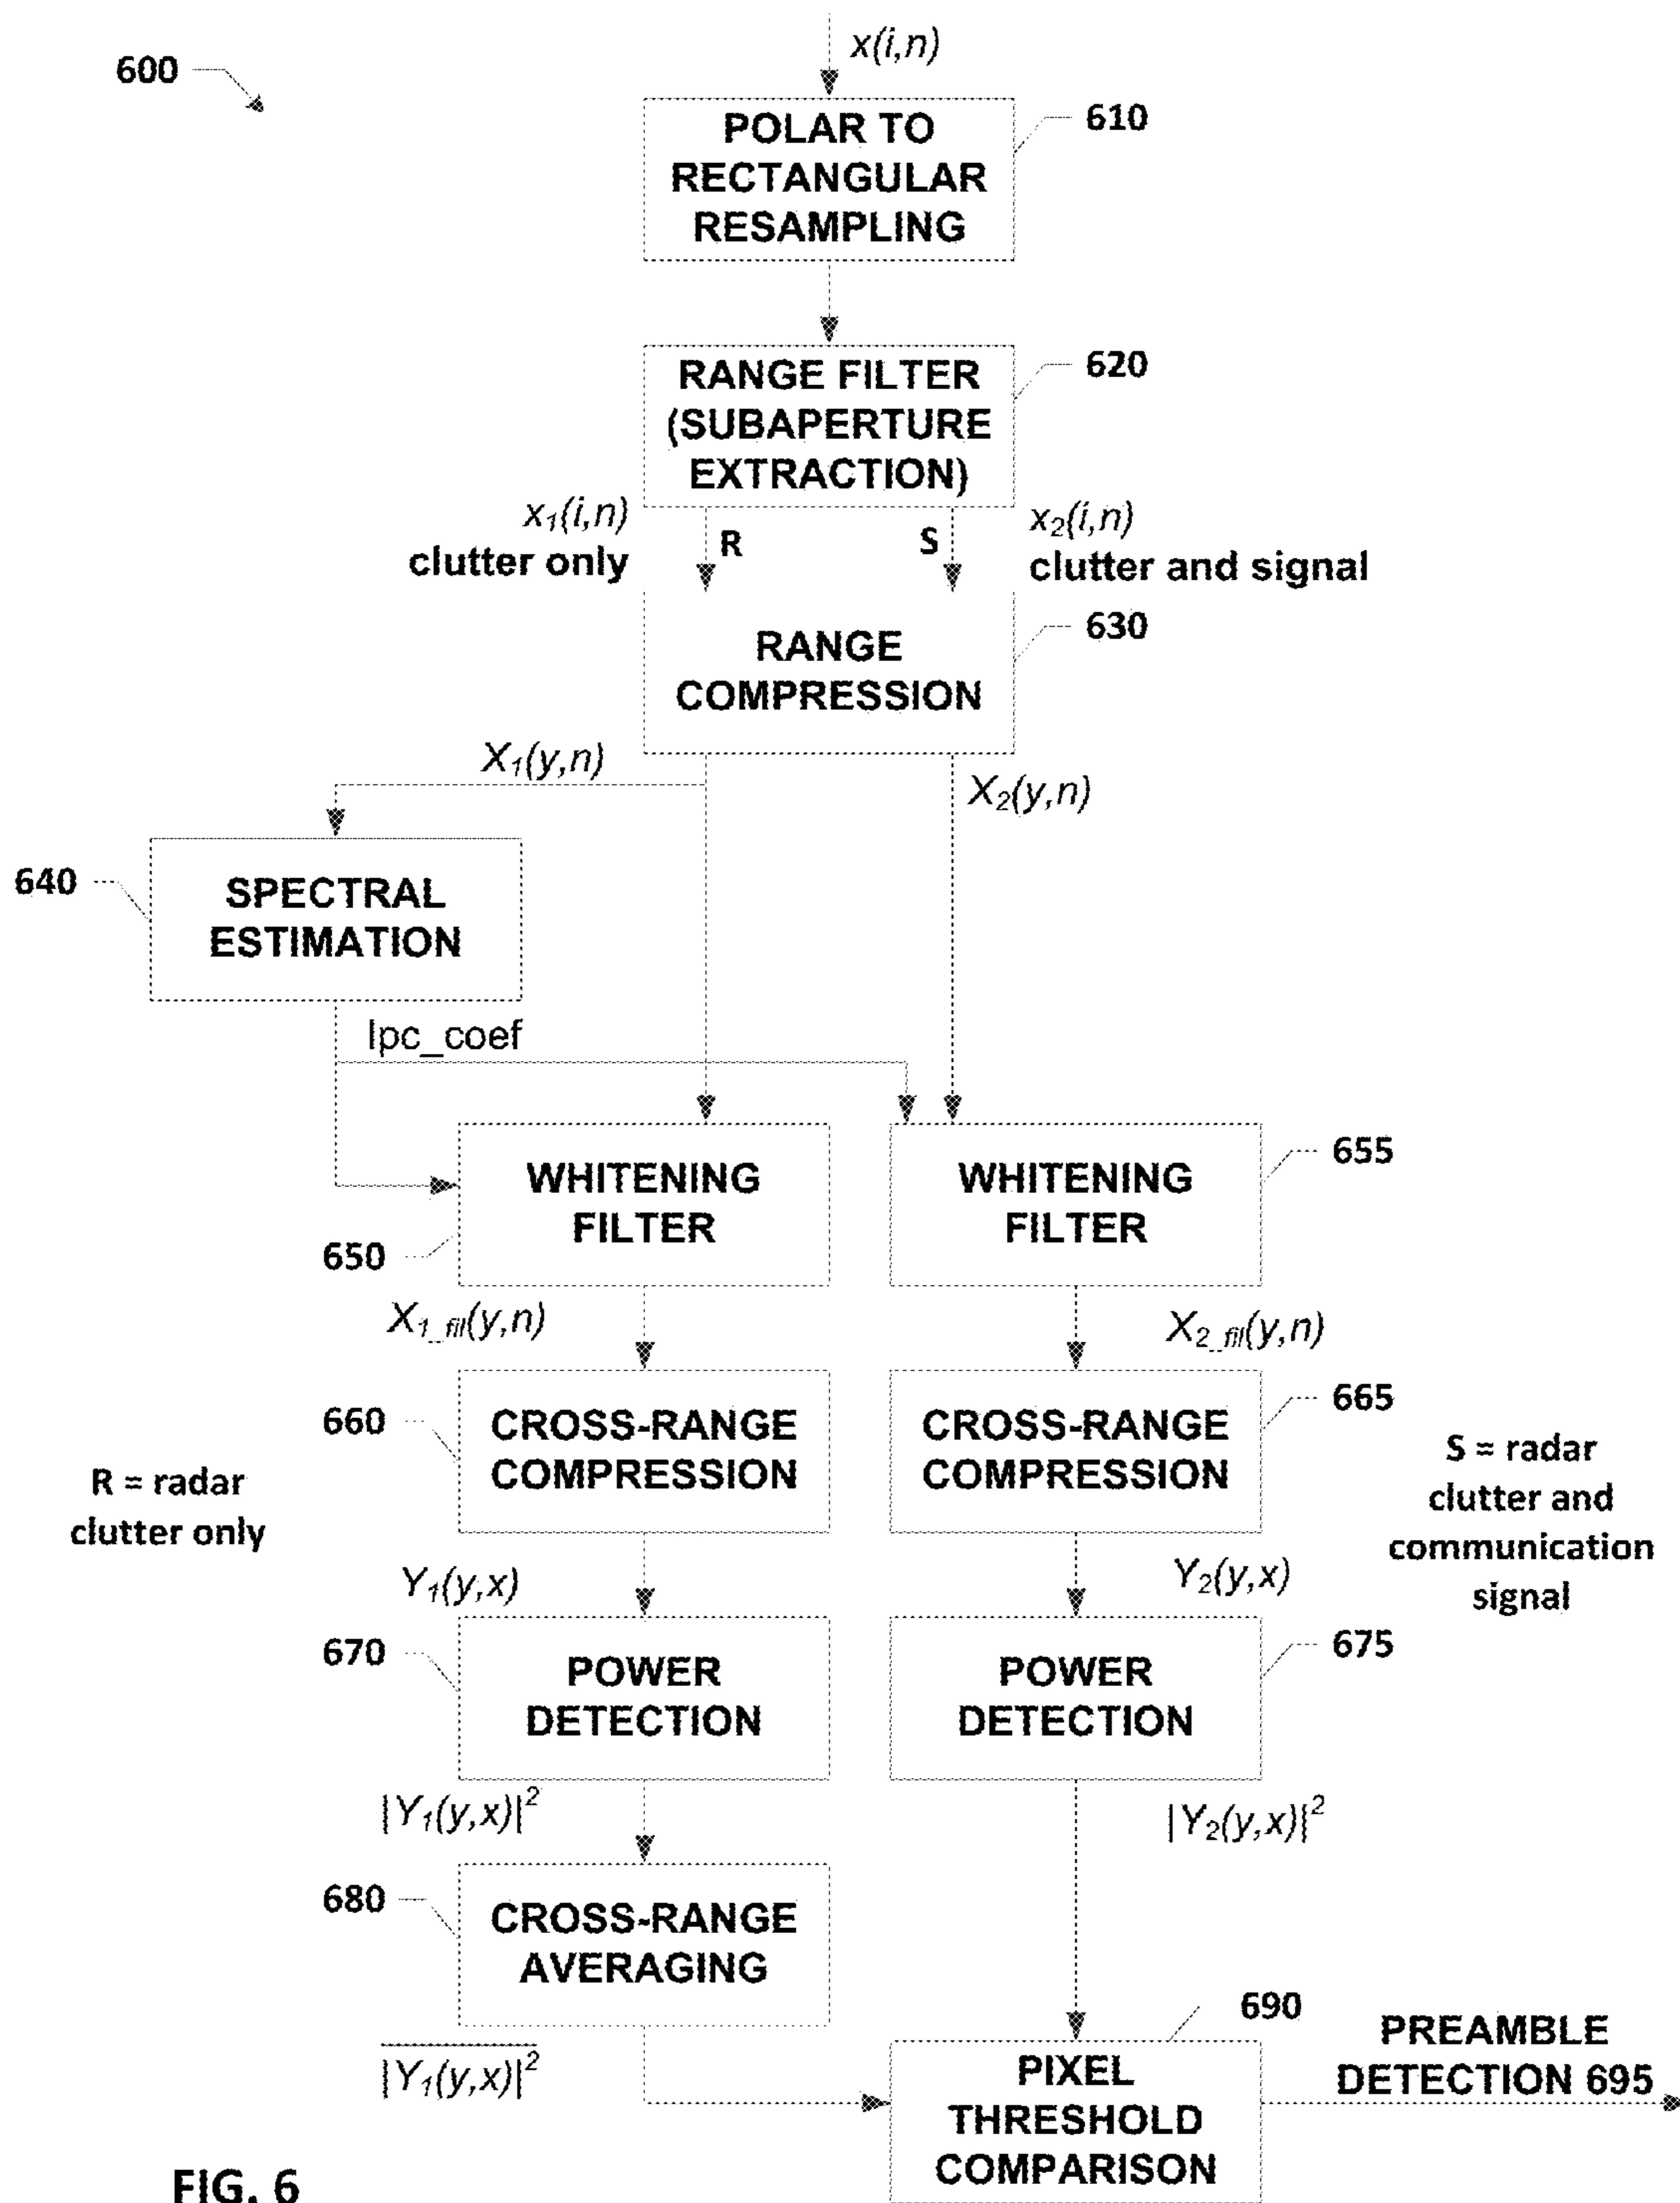 x(i,n)
600
POLAR TO
RECTANGULAR
RESAMPLING
610
RANGE FILTER
(SUBAPERTURE
EXTRACTION)
620
x₁(i,n)
clutter only
R
S
x₂(i,n)
clutter and signal
RANGE
COMPRESSION
630
X₁(y,n)
X₂(y,n)
640
SPECTRAL
ESTIMATION
lpc_coef
WHITENING
FILTER
650
WHITENING
FILTER
655
X₁_fil(y,n)
X₂_fil(y,n)
660
CROSS-RANGE
COMPRESSION
CROSS-RANGE
COMPRESSION
665
R = radar
clutter only
S = radar
clutter and
communication
signal
Y₁(y,x)
Y₂(y,x)
670
POWER
DETECTION
POWER
DETECTION
675
|Y₁(y,x)|²
|Y₂(y,x)|²
680
CROSS-RANGE
AVERAGING
|Y₁(y,x)|²
690
PIXEL
THRESHOLD
COMPARISON
PREAMBLE
DETECTION 695
FIG. 6